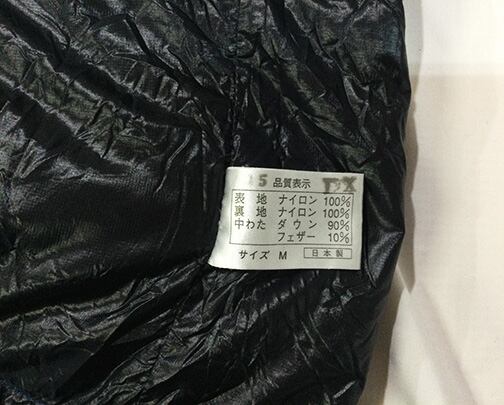 品質表示
表 地 ナイロン 100%
裏 地 ナイロン 100%
中わた ダウン 90%
フェザー 10%
サイズ M 日本製